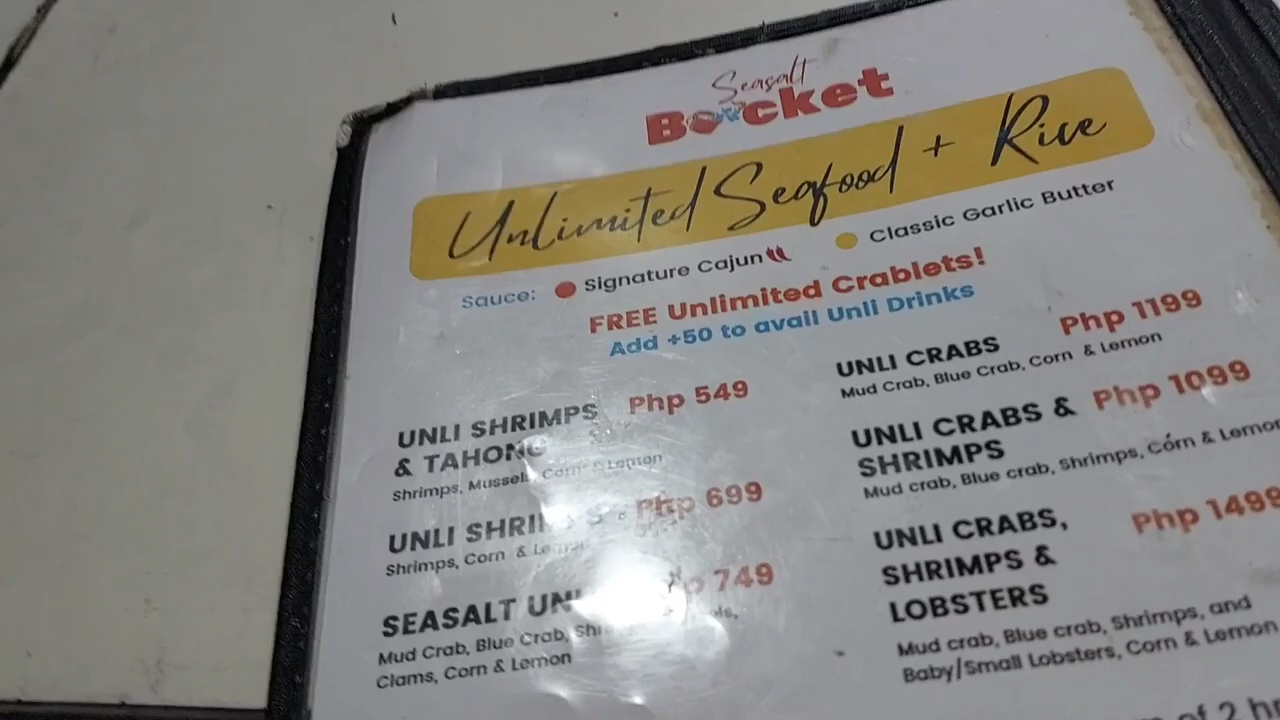 Seasalt
Bucket
Unlimited Seafood + Rice
Sauce: Signature Cajun Classic Garlic Butter
FREE Unlimited Crablets!
Add +50 to avail Unli Drinks
UNLI SHRIMPS Php 549
& TAHONG
Shrimps, Mussels, Corn & Lemon
UNLI SHRIMPS Php 699
Shrimps, Corn & Lemon
SEASALT UNLI 749
Mud Crab, Blue Crab,
Clams, Corn & Lemon
UNLI CRABS Php 1199
Mud Crab, Blue Crab, Corn & Lemon
UNLI CRABS & Php 1099
SHRIMPS
Mud crab, Blue crab, Shrimps, Corn & Lemon
UNLI CRABS, Php 1499
SHRIMPS &
LOBSTERS
Mud crab, Blue crab, Shrimps, and
Baby/Small Lobsters, Corn & Lemon
of 2